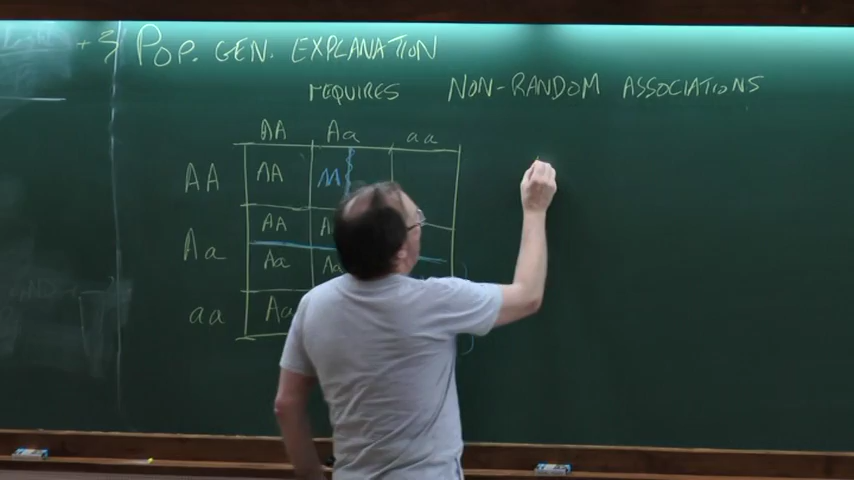 +3 POP. GEN. EXPLANATION
REQUIRES NON-RANDOM ASSOCIATIONS
AA Aa aa
AA AA
AA
Aa
Aa Aa
aa Aa